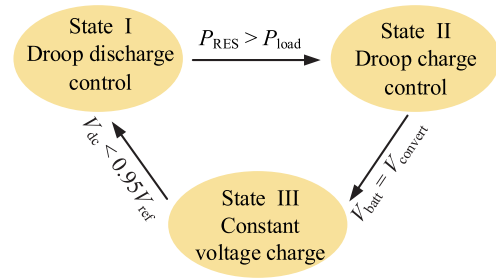 State I
Droop discharge
control
P_RES > P_load
State II
Droop charge
control
V_batt = V_convert
State III
Constant
voltage charge
V_dc < 0.95V_ref